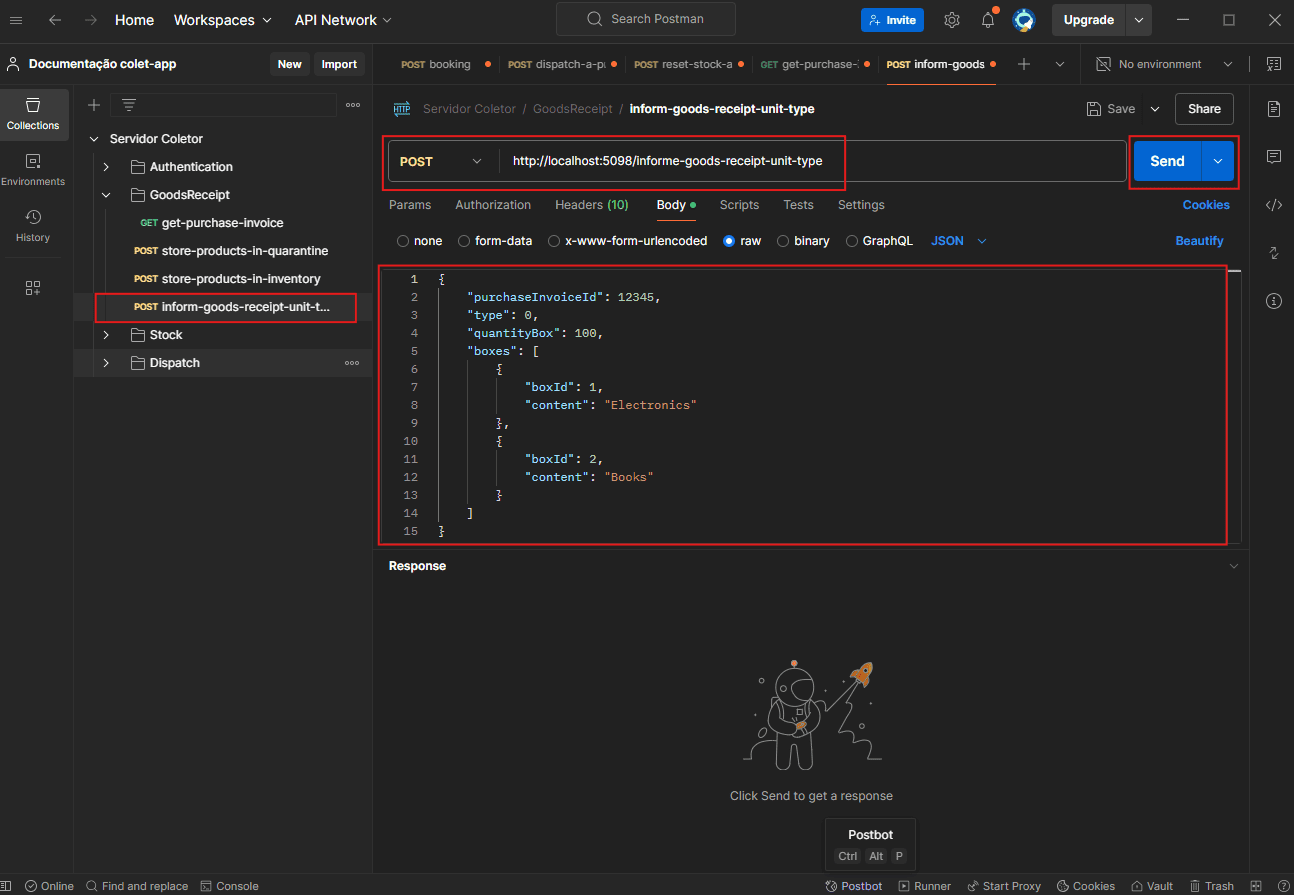 Home Workspaces API Network Search Postman Invite Upgrade
Documentação colet-app New Import
POST booking POST dispatch-a-p POST reset-stock-a GET get-purchase- POST inform-goods No environment
Collections
Environments
History
Servidor Coletor
Authentication
GoodsReceipt
GET get-purchase-invoice
POST store-products-in-quarantine
POST store-products-in-inventory
POST inform-goods-receipt-unit-t...
Stock
Dispatch
HTTP Servidor Coletor / GoodsReceipt / inform-goods-receipt-unit-type Save Share
POST http://localhost:5098/informe-goods-receipt-unit-type Send
Params Authorization Headers (10) Body Scripts Tests Settings Cookies
none form-data x-www-form-urlencoded raw binary GraphQL JSON Beautify
1 {
2 "purchaseInvoiceId": 12345,
3 "type": 0,
4 "quantityBox": 100,
5 "boxes": [
6 {
7 "boxId": 1,
8 "content": "Electronics"
9 },
10 {
11 "boxId": 2,
12 "content": "Books"
13 }
14 ]
15 }
Response
Click Send to get a response
Postbot
Ctrl Alt P
Online Find and replace Console Postbot Runner Start Proxy Cookies Vault Trash